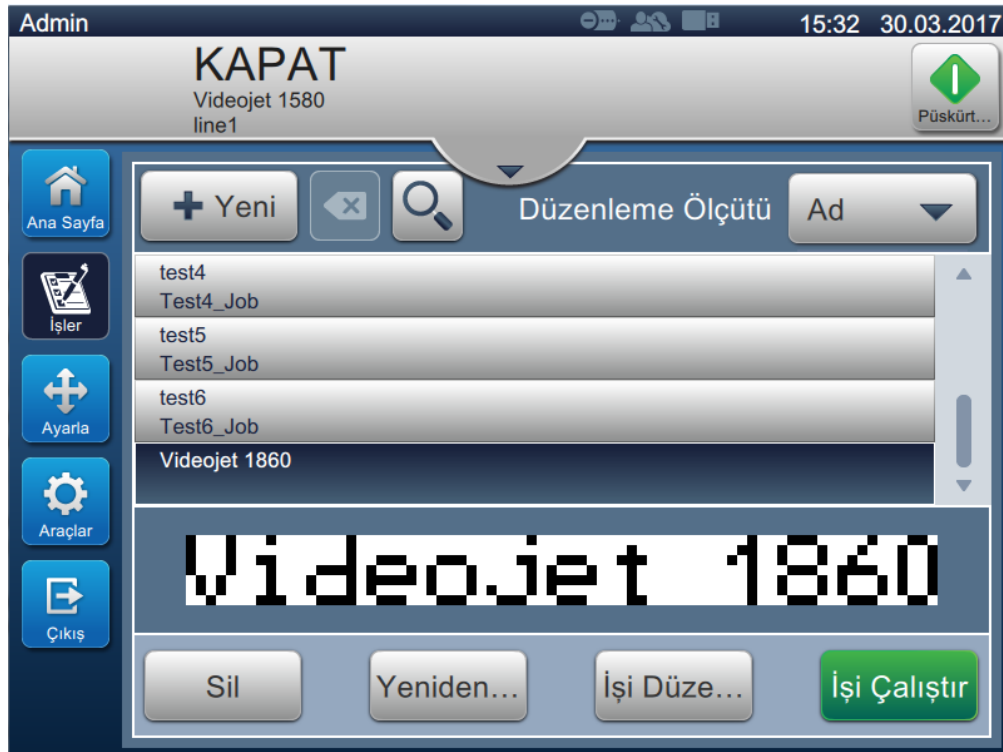 Admin 15:32 30.03.2017
KAPAT
Videojet 1580
line1
Püskürt...
Ana Sayfa
İşler
Ayarla
Araçlar
Çıkış
Yeni
Düzenleme Ölçütü
Ad
test4
Test4_Job
test5
Test5_Job
test6
Test6_Job
Videojet 1860
Videojet 1860
Sil
Yeniden...
İşi Düze...
İşi Çalıştır